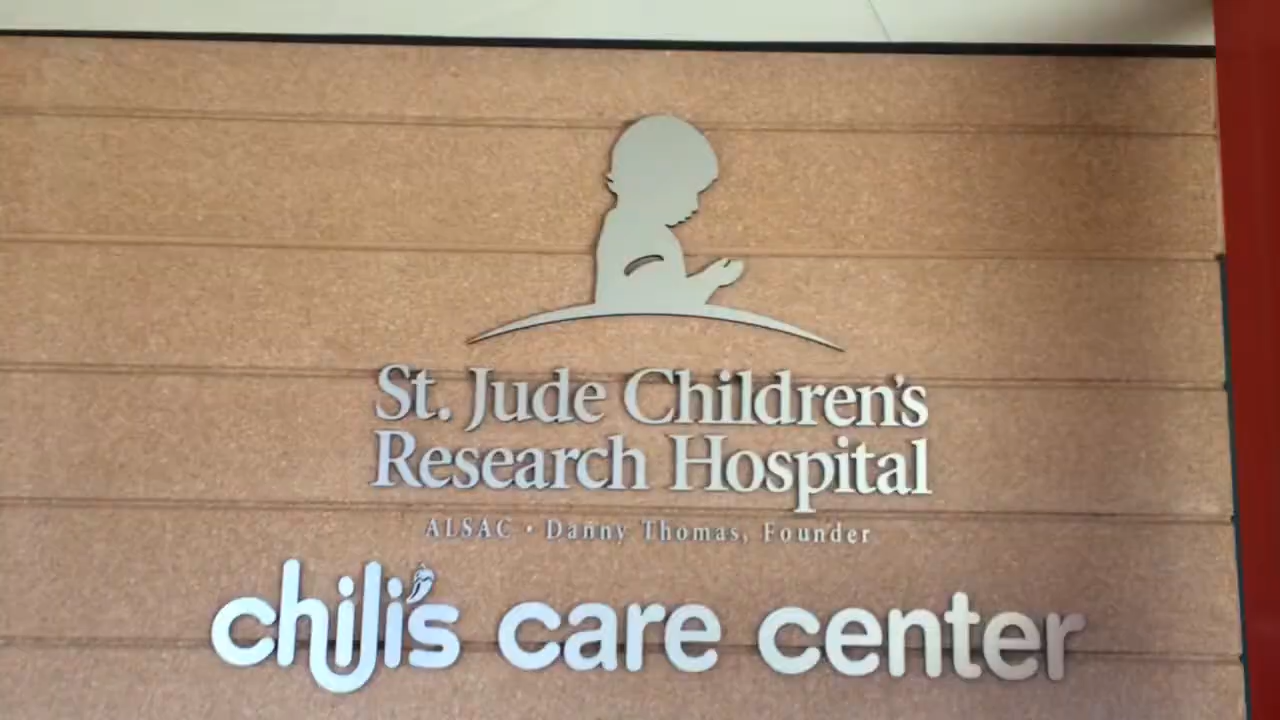 St. Jude Children's
Research Hospital
ALSAC • Danny Thomas, Founder
chili's care center